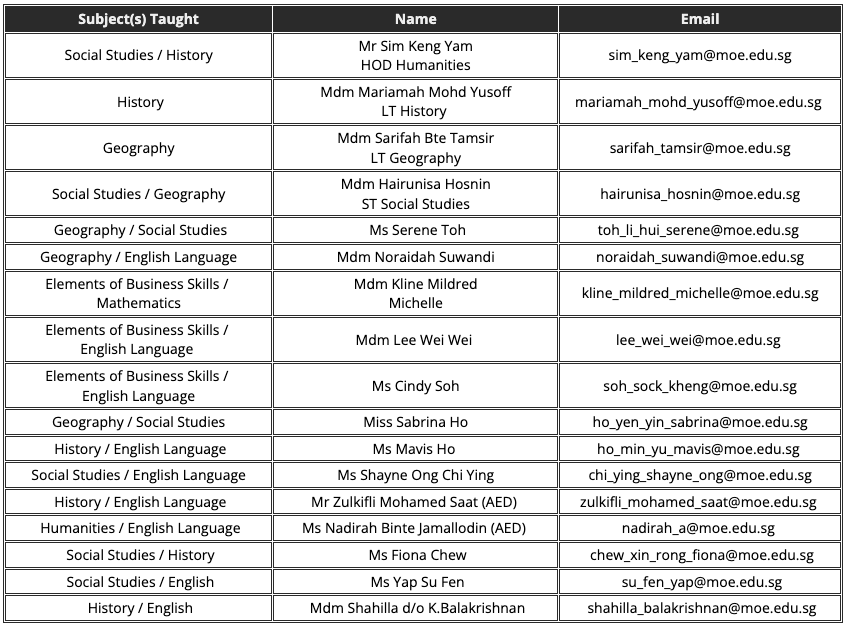 Subject(s) Taught Name Email
Social Studies / History Mr Sim Keng Yam sim_keng_yam@moe.edu.sg
HOD Humanities
History Mdm Mariamah Mohd Yusoff mariamah_mohd_yusoff@moe.edu.sg
LT History
Geography Mdm Sarifah Bte Tamsir sarifah_tamsir@moe.edu.sg
LT Geography
Social Studies / Geography Mdm Hairunisa Hosnin hairunisa_hosnin@moe.edu.sg
ST Social Studies
Geography / Social Studies Ms Serene Toh toh_li_hui_serene@moe.edu.sg
Geography / English Language Mdm Noraidah Suwandi noraidah_suwandi@moe.edu.sg
Elements of Business Skills / Mdm Kline Mildred kline_mildred_michelle@moe.edu.sg
Mathematics Michelle
Elements of Business Skills / Mdm Lee Wei Wei lee_wei_wei@moe.edu.sg
English Language
Elements of Business Skills / Ms Cindy Soh soh_sock_kheng@moe.edu.sg
English Language
Geography / Social Studies Miss Sabrina Ho ho_yen_yin_sabrina@moe.edu.sg
History / English Language Ms Mavis Ho ho_min_yu_mavis@moe.edu.sg
Social Studies / English Language Ms Shayne Ong Chi Ying chi_ying_shayne_ong@moe.edu.sg
History / English Language Mr Zulkifli Mohamed Saat (AED) zulkifli_mohamed_saat@moe.edu.sg
Humanities / English Language Ms Nadirah Binte Jamallodin (AED) nadirah_a@moe.edu.sg
Social Studies / History Ms Fiona Chew chew_xin_rong_fiona@moe.edu.sg
Social Studies / English Ms Yap Su Fen su_fen_yap@moe.edu.sg
History / English Mdm Shahilla d/o K.Balakrishnan shahilla_balakrishnan@moe.edu.sg